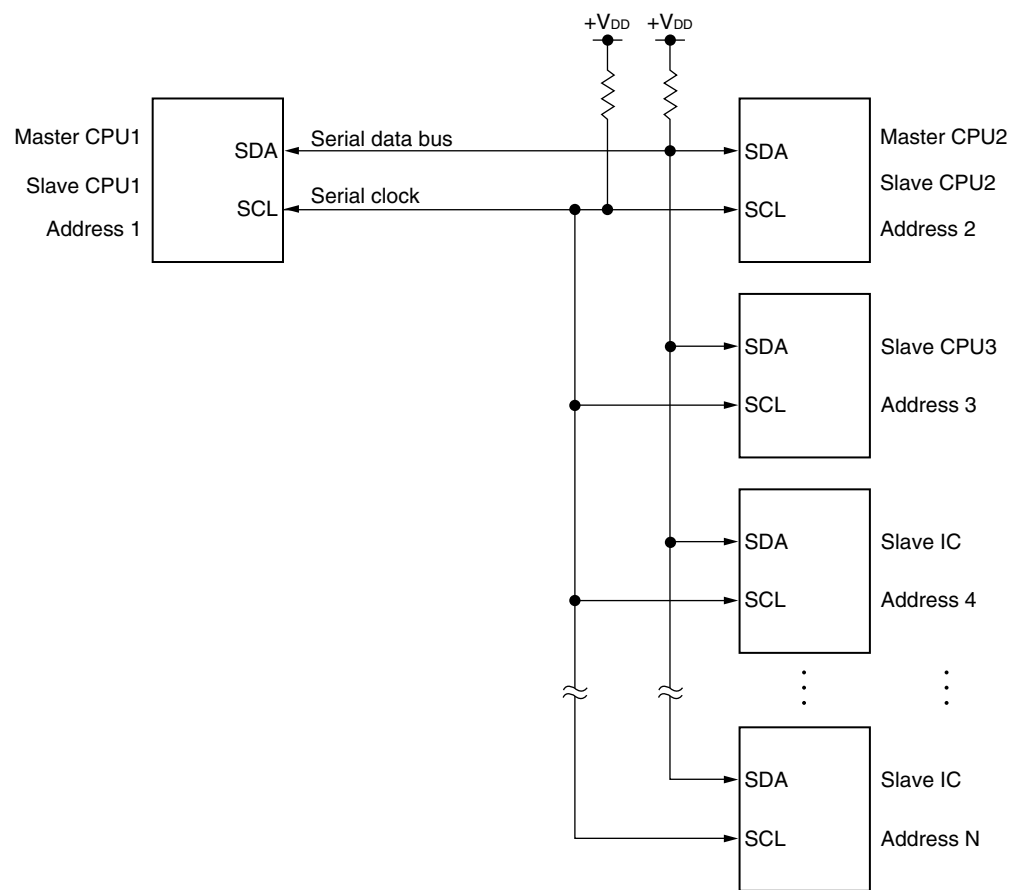 +VDD +VDD
Master CPU1
Slave CPU1
Address 1
SDA
SCL
Serial data bus
Serial clock
SDA
SCL
Master CPU2
Slave CPU2
Address 2
SDA
SCL
Slave CPU3
Address 3
SDA
SCL
Slave IC
Address 4
SDA
SCL
Slave IC
Address N